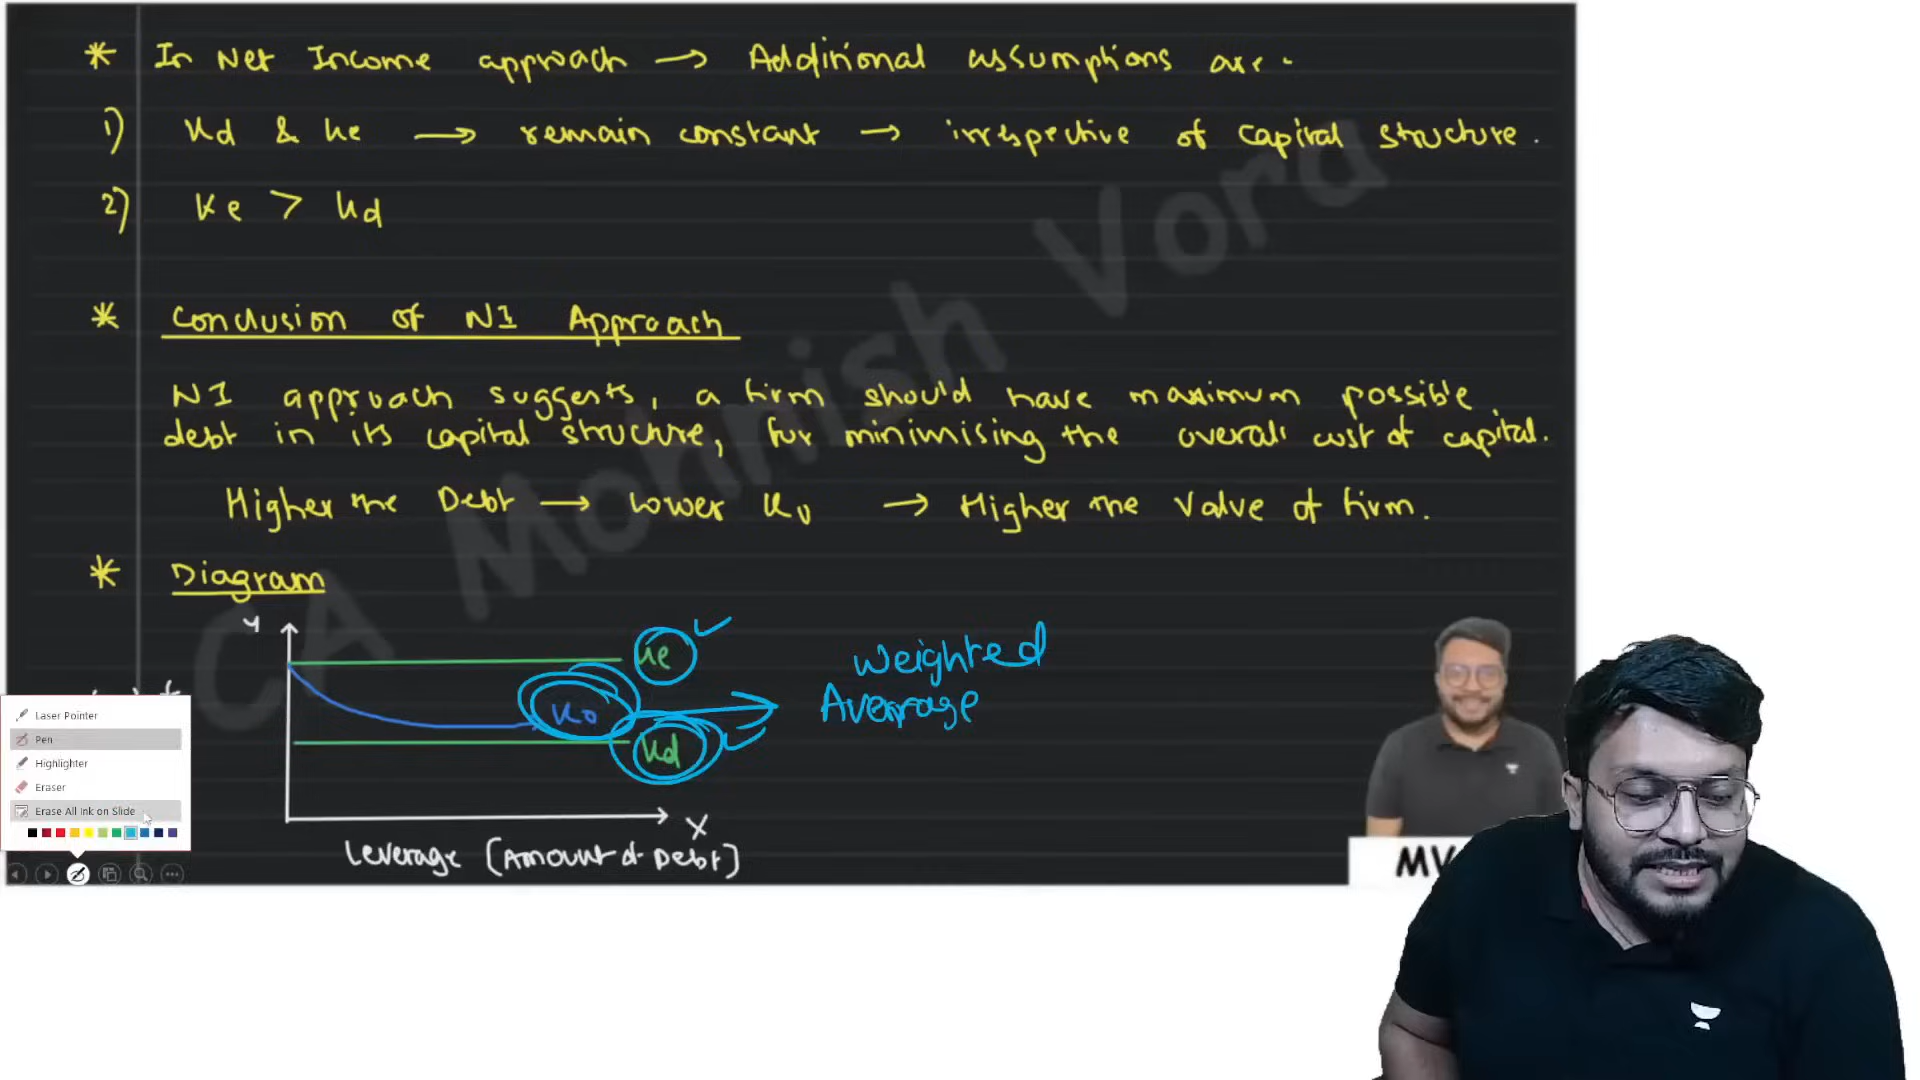 * In Net Income approach → Additional assumptions are.
1) Kd & Ke → remain constant → irrespective of capital structure.
2) Ke > Kd
* Conclusion of NI Approach
NI approach suggests, a firm should have maximum possible
debt in its capital structure, for minimising the overall cost of capital.
Higher the Debt → Lower Ko → Higher the Value of firm.
* Diagram
Y
Ke
Weighted
Average
Ko
Kd
X
Leverage (Amount of Debt)
Laser Pointer
Pen
Highlighter
Eraser
Erase All Ink on Slide
CA Mohnish Vora
MV